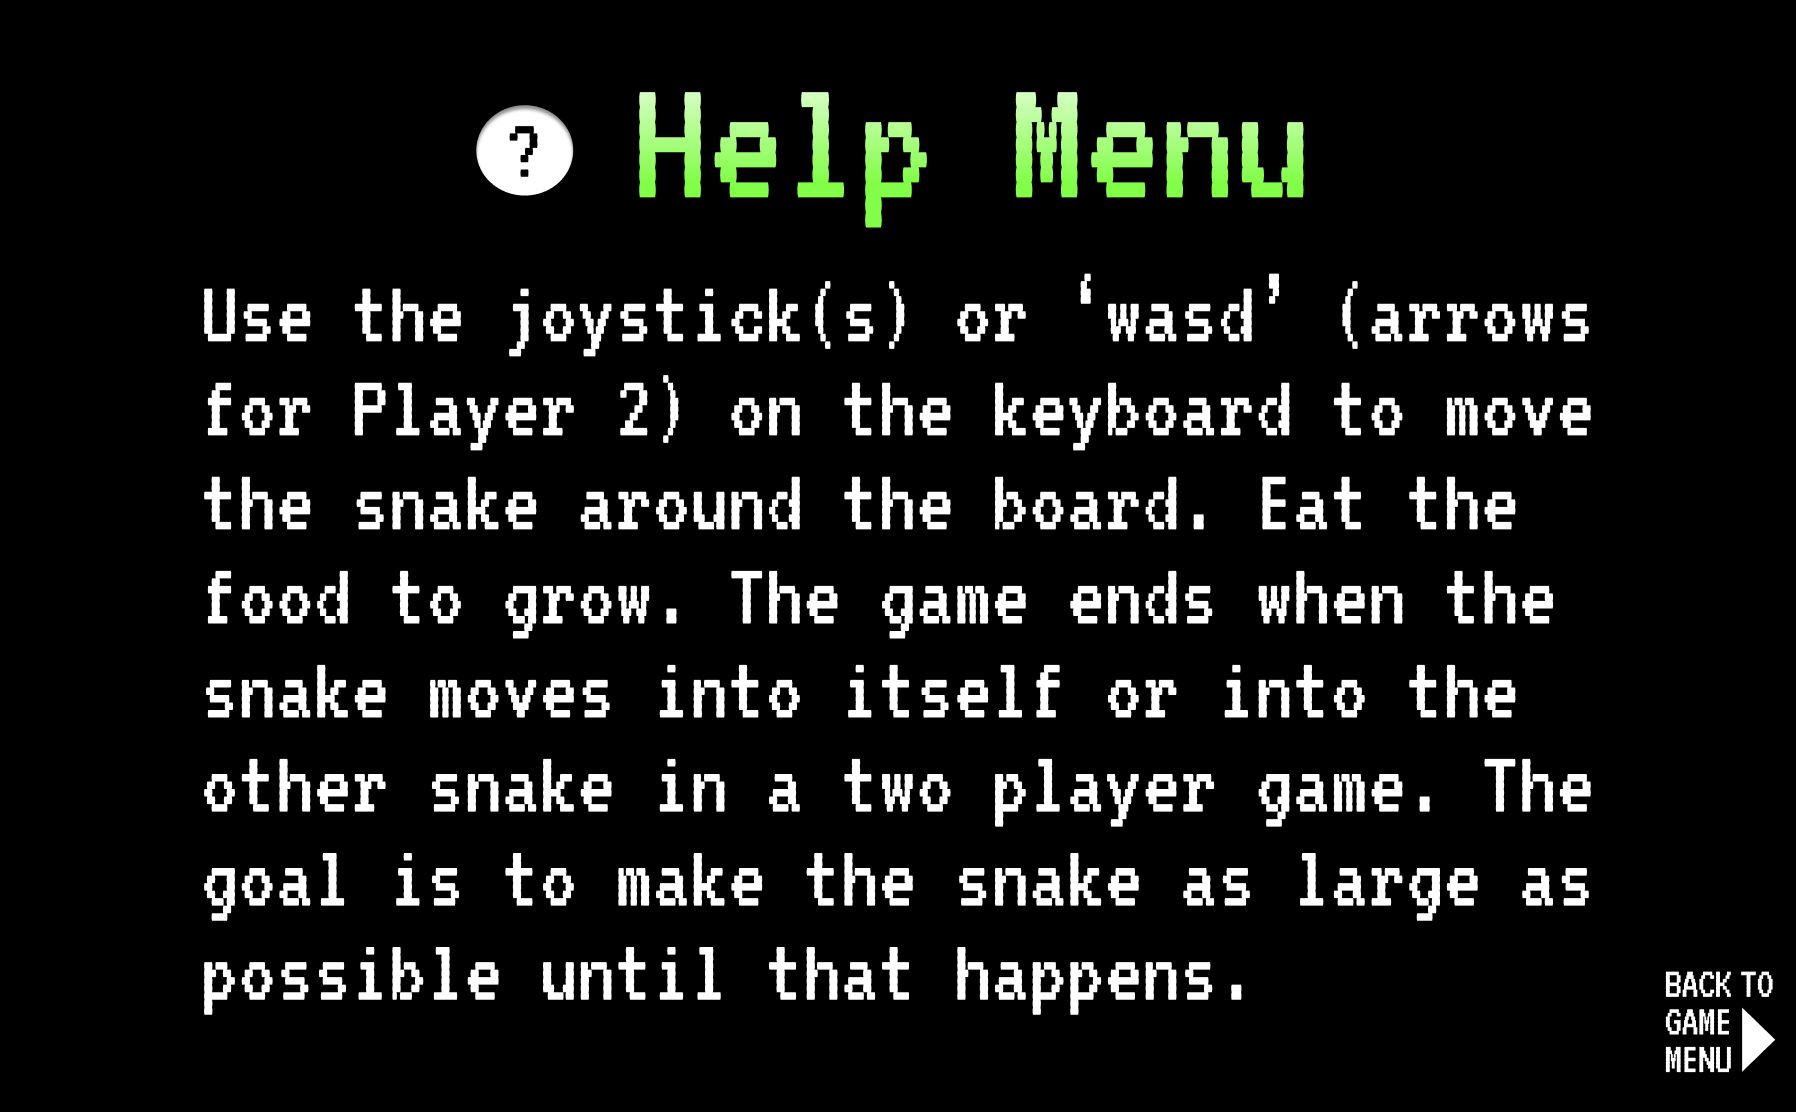 ? Help Menu
Use the joystick(s) or ‘wasd’ (arrows
for Player 2) on the keyboard to move
the snake around the board. Eat the
food to grow. The game ends when the
snake moves into itself or into the
other snake in a two player game. The
goal is to make the snake as large as
possible until that happens.
BACK TO
GAME
MENU